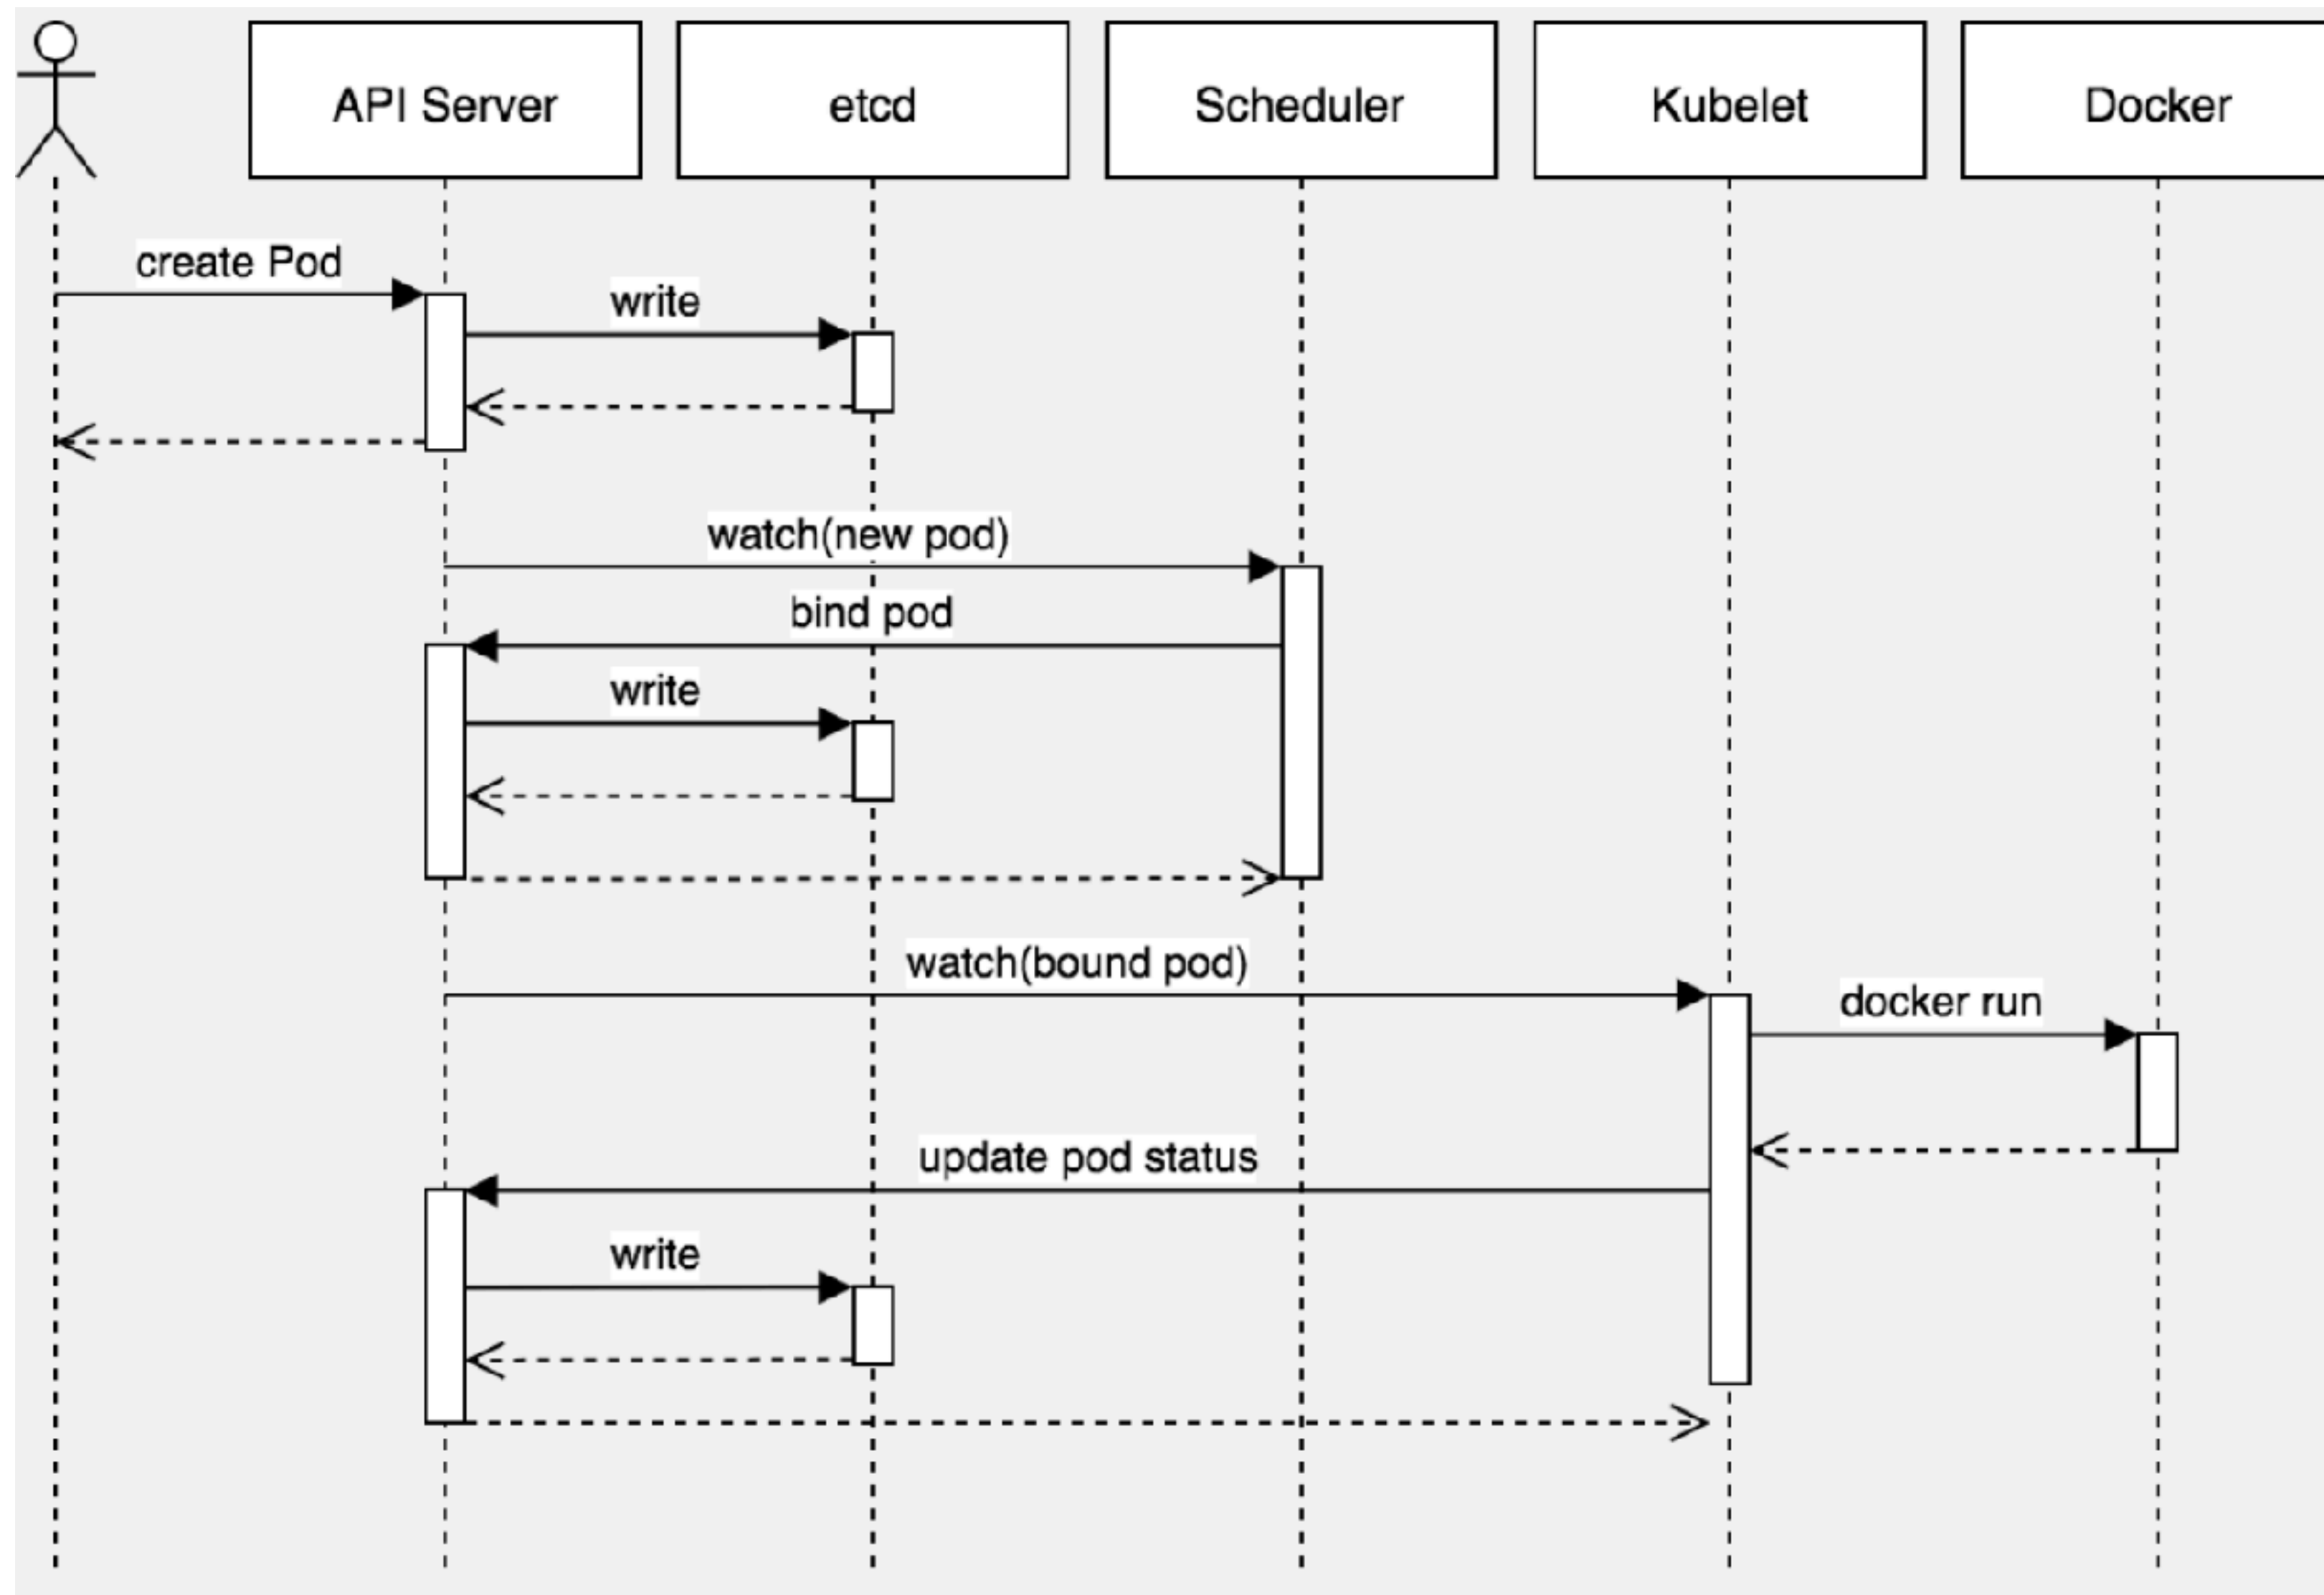 API Server
etcd
Scheduler
Kubelet
Docker
create Pod
write
watch(new pod)
bind pod
write
watch(bound pod)
docker run
update pod status
write